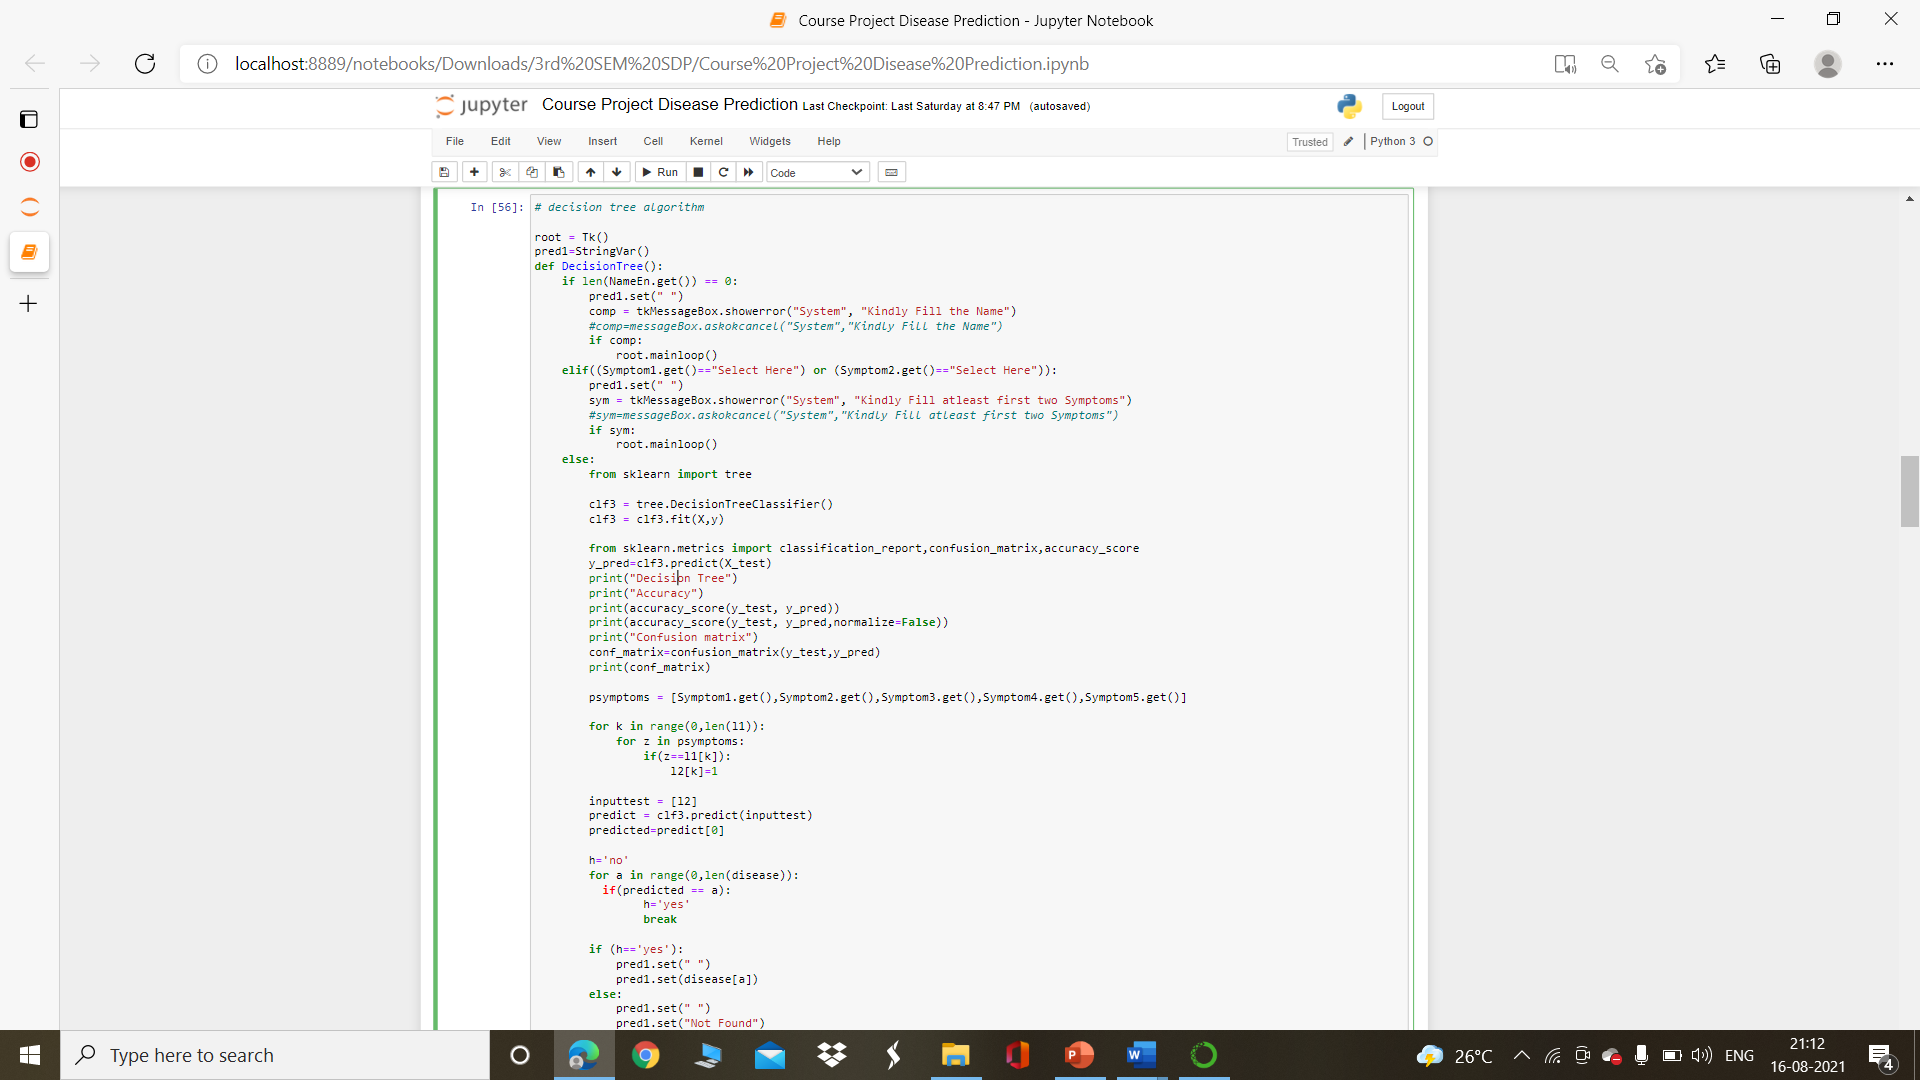 Course Project Disease Prediction - Jupyter Notebook
localhost:8889/notebooks/Downloads/3rd%20SEM%20SDP/Course%20Project%20Disease%20Prediction.ipynb
jupyter Course Project Disease Prediction Last Checkpoint: Last Saturday at 8:47 PM (autosaved)
Logout
File Edit View Insert Cell Kernel Widgets Help
Trusted Python 3
Run Code
In [56]: # decision tree algorithm
root = Tk()
pred1=StringVar()
def DecisionTree():
    if len(NameEn.get()) == 0:
        pred1.set(" ")
        comp = tkMessageBox.showerror("System", "Kindly Fill the Name")
        #comp=messageBox.askokcancel("System","Kindly Fill the Name")
        if comp:
            root.mainloop()
    elif((Symptom1.get()=="Select Here") or (Symptom2.get()=="Select Here")):
        pred1.set(" ")
        sym = tkMessageBox.showerror("System", "Kindly Fill atleast first two Symptoms")
        #sym=messageBox.askokcancel("System","Kindly Fill atleast first two Symptoms")
        if sym:
            root.mainloop()
    else:
        from sklearn import tree
        clf3 = tree.DecisionTreeClassifier()
        clf3 = clf3.fit(X,y)
        from sklearn.metrics import classification_report,confusion_matrix,accuracy_score
        y_pred=clf3.predict(X_test)
        print("Decision Tree")
        print("Accuracy")
        print(accuracy_score(y_test, y_pred))
        print(accuracy_score(y_test, y_pred,normalize=False))
        print("Confusion matrix")
        conf_matrix=confusion_matrix(y_test,y_pred)
        print(conf_matrix)
        psymptoms = [Symptom1.get(),Symptom2.get(),Symptom3.get(),Symptom4.get(),Symptom5.get()]
        for k in range(0,len(l1)):
            for z in psymptoms:
                if(z==l1[k]):
                    l2[k]=1
        inputtest = [l2]
        predict = clf3.predict(inputtest)
        predicted=predict[0]
        h='no'
        for a in range(0,len(disease)):
          if(predicted == a):
                h='yes'
                break
        if (h=='yes'):
            pred1.set(" ")
            pred1.set(disease[a])
        else:
            pred1.set(" ")
            pred1.set("Not Found")
Type here to search
26°C
ENG
21:12
16-08-2021
4